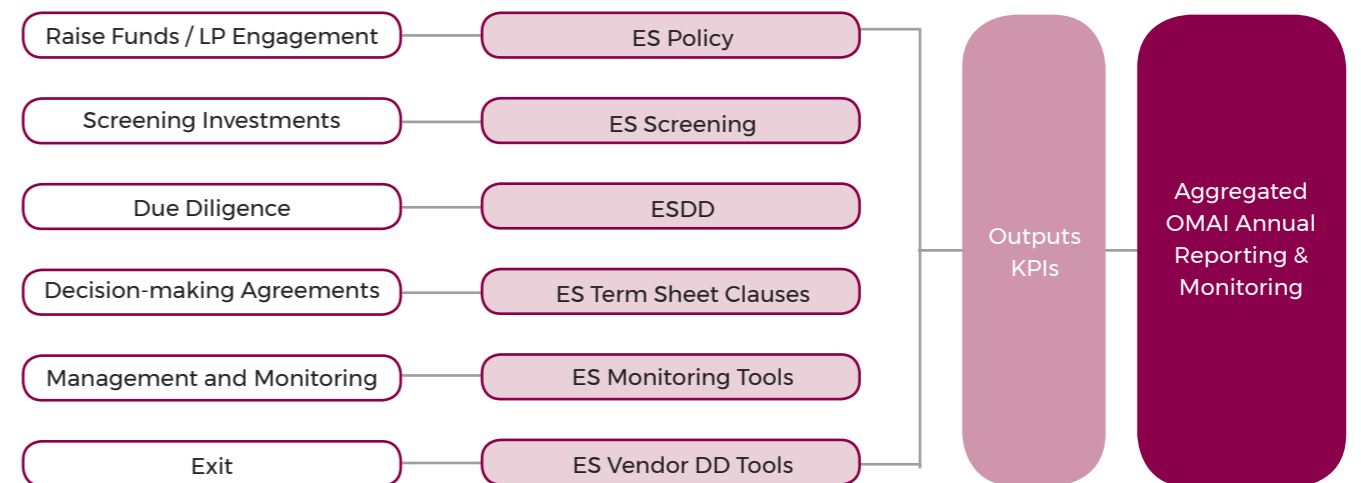 Raise Funds / LP Engagement
ES Policy
Screening Investments
ES Screening
Due Diligence
ESDD
Decision-making Agreements
ES Term Sheet Clauses
Management and Monitoring
ES Monitoring Tools
Exit
ES Vendor DD Tools
Outputs
KPIs
Aggregated
OMAI Annual
Reporting &
Monitoring